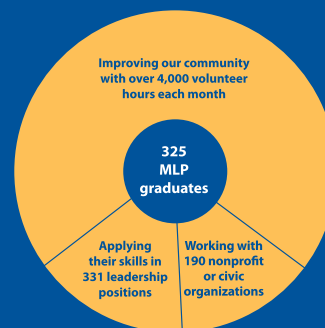 Improving our community
with over 4,000 volunteer
hours each month
325
MLP
graduates
Applying
their skills in
331 leadership
positions
Working with
190 nonprofit
or civic
organizations